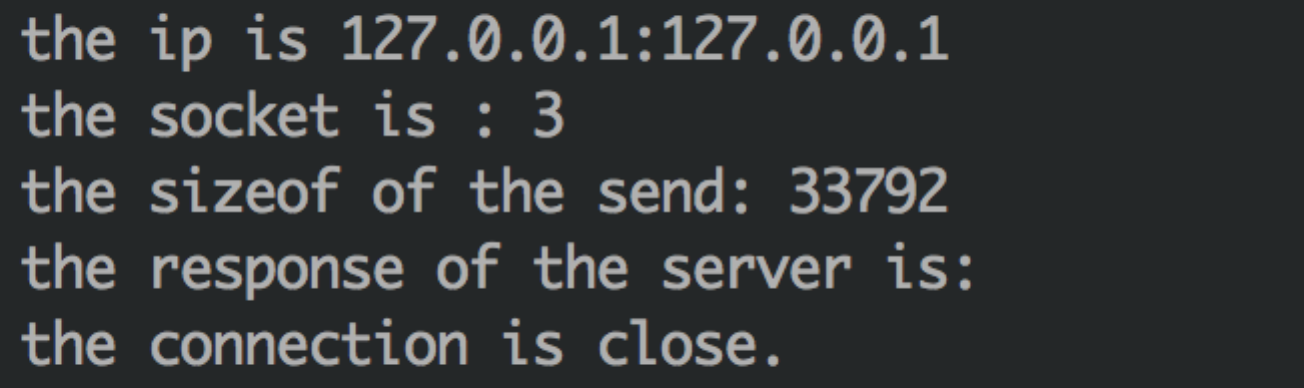 the ip is 127.0.0.1:127.0.0.1
the socket is : 3
the sizeof of the send: 33792
the response of the server is:
the connection is close.